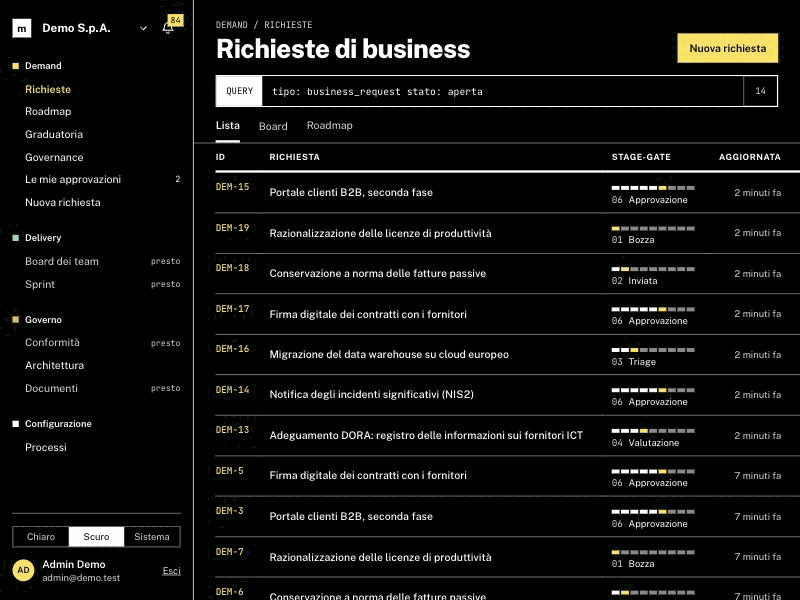 m Demo S.p.A. 84
Demand
Richieste
Roadmap
Graduatoria
Governance
Le mie approvazioni 2
Nuova richiesta
Delivery
Board dei team presto
Sprint presto
Governo
Conformità presto
Architettura
Documenti presto
Configurazione
Processi
Chiaro Scuro Sistema
AD Admin Demo
admin@demo.test Esci
DEMAND / RICHIESTE
Richieste di business
Nuova richiesta
QUERY tipo: business_request stato: aperta 14
Lista Board Roadmap
ID RICHIESTA STAGE-GATE AGGIORNATA
DEM-15 Portale clienti B2B, seconda fase 06 Approvazione 2 minuti fa
DEM-19 Razionalizzazione delle licenze di produttività 01 Bozza 2 minuti fa
DEM-18 Conservazione a norma delle fatture passive 02 Inviata 2 minuti fa
DEM-17 Firma digitale dei contratti con i fornitori 06 Approvazione 2 minuti fa
DEM-16 Migrazione del data warehouse su cloud europeo 03 Triage 2 minuti fa
DEM-14 Notifica degli incidenti significativi (NIS2) 06 Approvazione 2 minuti fa
DEM-13 Adeguamento DORA: registro delle informazioni sui fornitori ICT 04 Valutazione 2 minuti fa
DEM-5 Firma digitale dei contratti con i fornitori 06 Approvazione 7 minuti fa
DEM-3 Portale clienti B2B, seconda fase 06 Approvazione 7 minuti fa
DEM-7 Razionalizzazione delle licenze di produttività 01 Bozza 7 minuti fa
DEM-6 Conservazione a norma delle fatture passive 7 minuti fa